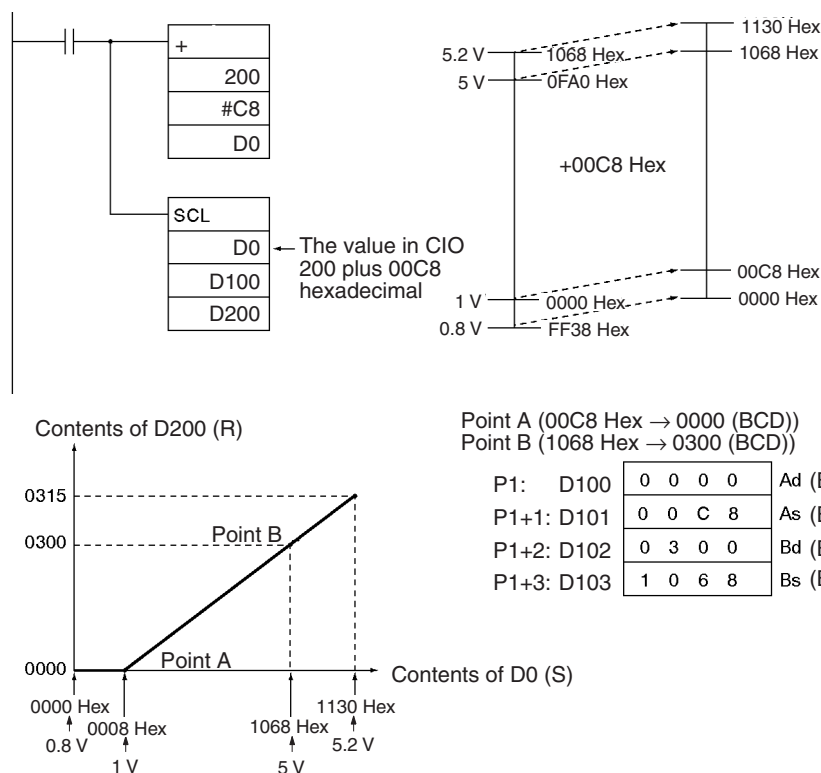 +
200
#C8
D0
SCL
D0
D100
D200
The value in CIO
200 plus 00C8
hexadecimal
5.2 V
1068 Hex
5 V
0FA0 Hex
1130 Hex
1068 Hex
+00C8 Hex
1 V
0000 Hex
0.8 V
FF38 Hex
00C8 Hex
0000 Hex
Contents of D200 (R)
0315
0300
0000
Point B
Point A
Contents of D0 (S)
0000 Hex
0008 Hex
1068 Hex
1130 Hex
0.8 V
1 V
5 V
5.2 V
Point A (00C8 Hex → 0000 (BCD))
Point B (1068 Hex → 0300 (BCD))
P1: D100 0 0 0 0 Ad
P1+1: D101 0 0 C 8 As
P1+2: D102 0 3 0 0 Bd
P1+3: D103 1 0 6 8 Bs